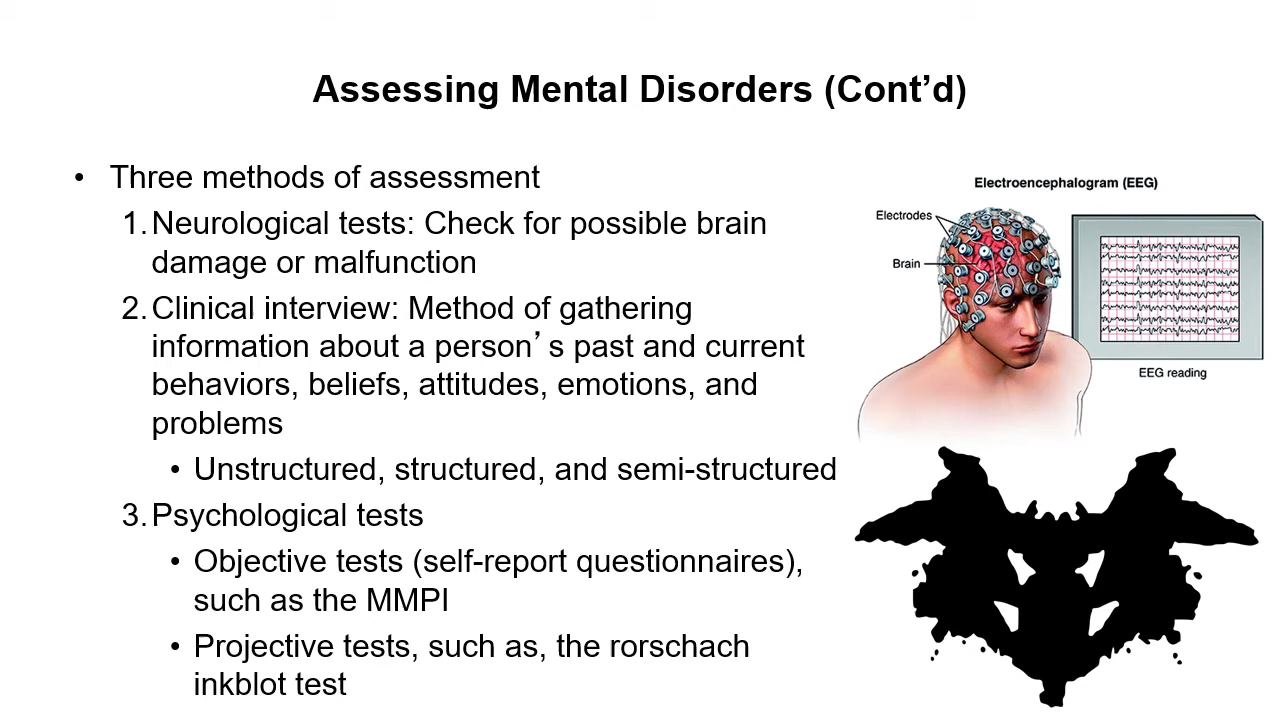 Assessing Mental Disorders (Cont’d)
• Three methods of assessment
1. Neurological tests: Check for possible brain
damage or malfunction
2. Clinical interview: Method of gathering
information about a person’ s past and current
behaviors, beliefs, attitudes, emotions, and
problems
• Unstructured, structured, and semi-structured
3. Psychological tests
• Objective tests (self-report questionnaires),
such as the MMPI
• Projective tests, such as, the rorschach
inkblot test
Electroencephalogram (EEG)
Electrodes
Brain
EEG reading